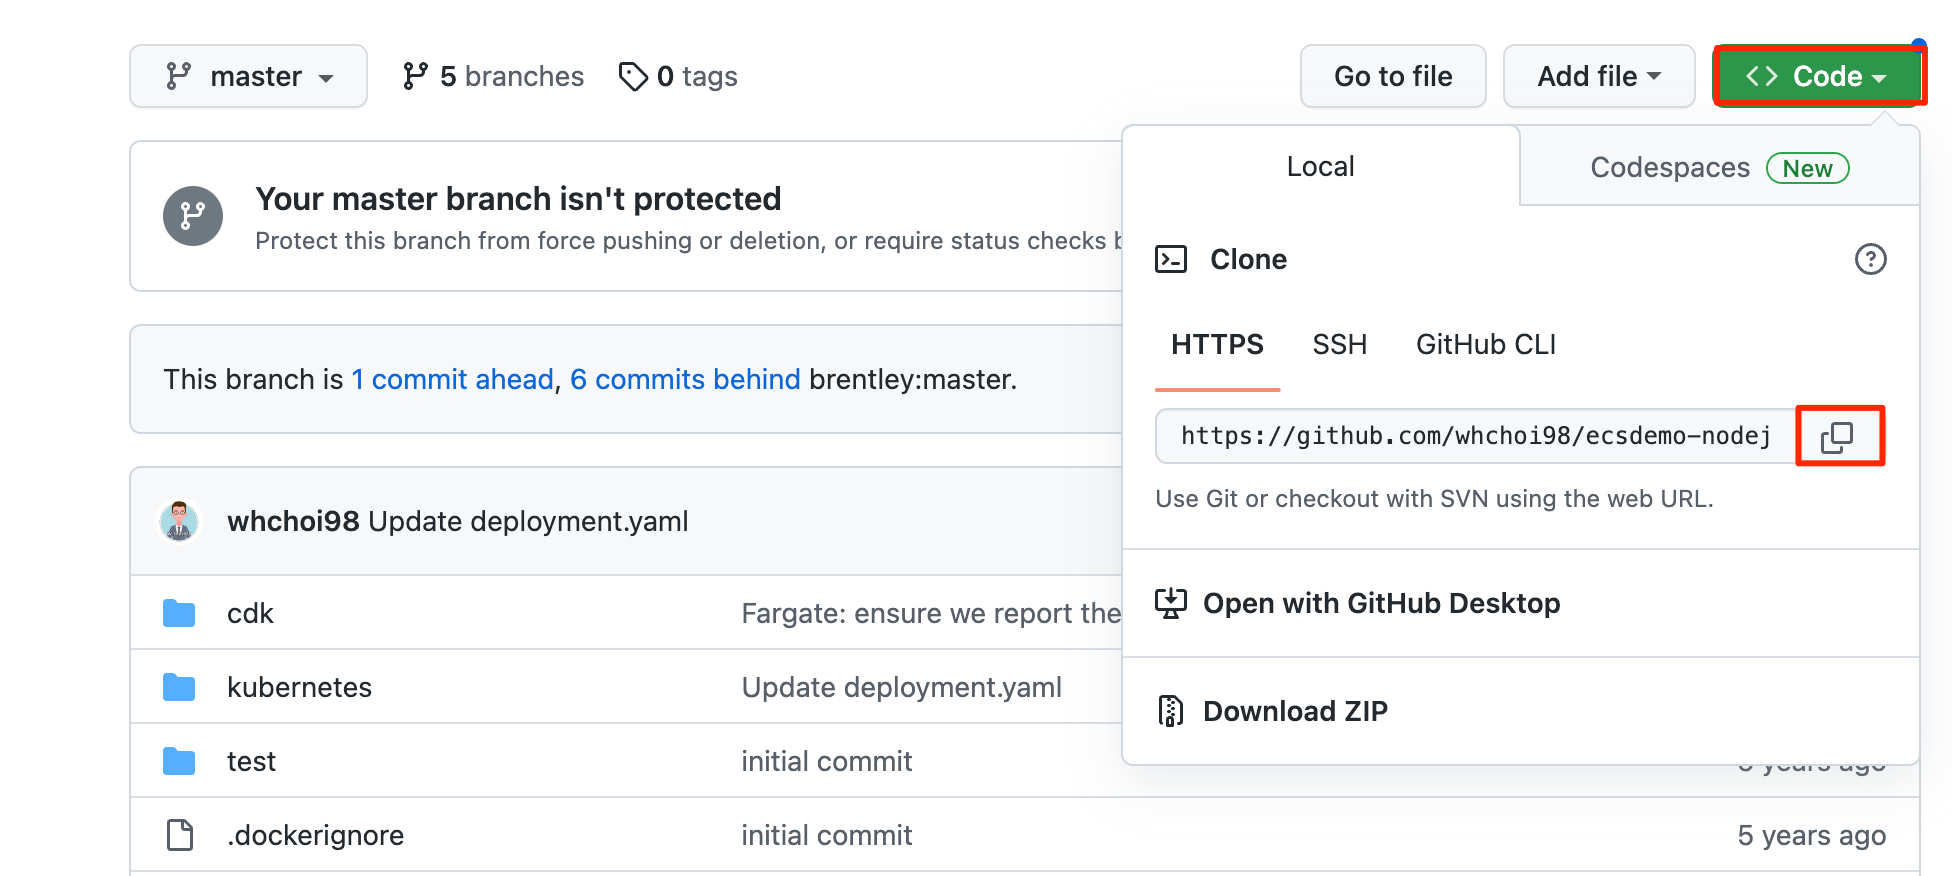 master 5 branches 0 tags Go to file Add file Code
Local Codespaces New
Your master branch isn't protected
Protect this branch from force pushing or deletion, or require status checks
Clone
HTTPS SSH GitHub CLI
This branch is 1 commit ahead, 6 commits behind brentley:master.
https://github.com/whchoi98/ecsdemo-nodej
Use Git or checkout with SVN using the web URL.
whchoi98 Update deployment.yaml
Open with GitHub Desktop
cdk Fargate: ensure we report the
kubernetes Update deployment.yaml
Download ZIP
test initial commit years ago
.dockerignore initial commit 5 years ago